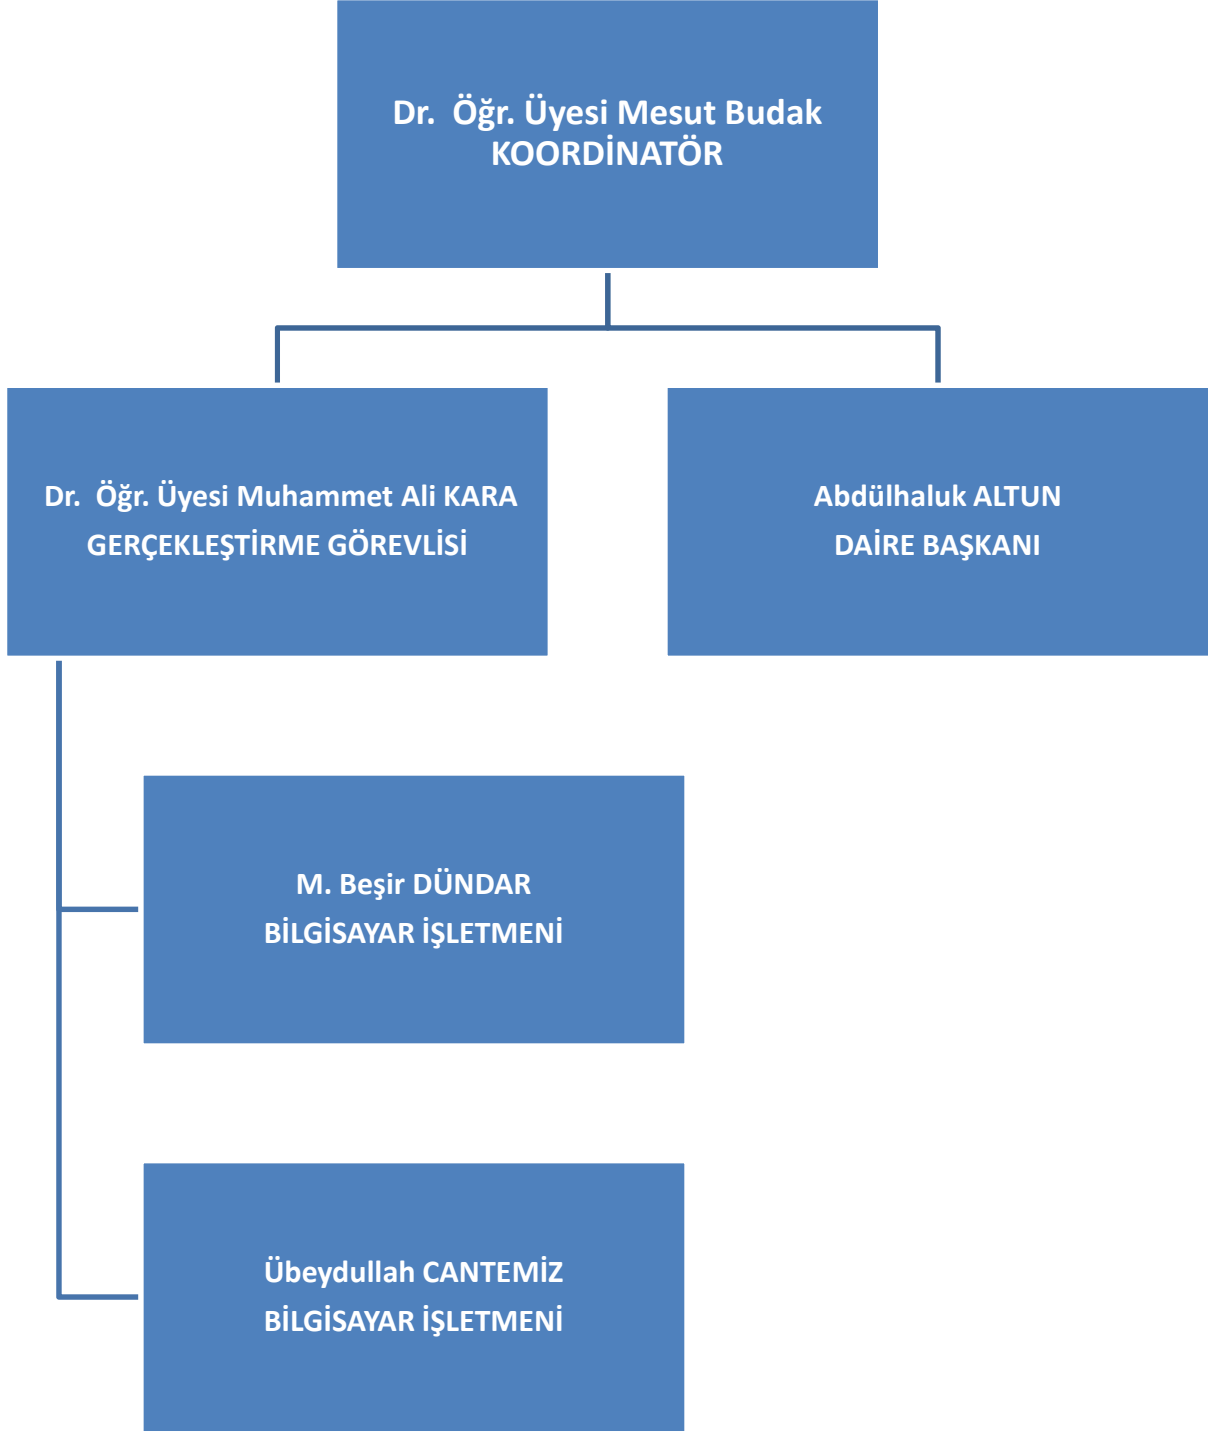 Dr.  Öğr. Üyesi Mesut Budak
KOORDİNATÖR
Dr.  Öğr. Üyesi Muhammet Ali KARA
GERÇEKLEŞTİRME GÖREVLİSİ
Abdülhaluk ALTUN
DAİRE BAŞKANI
M. Beşir DÜNDAR
BİLGİSAYAR İŞLETMENİ
Übeydullah CANTEMİZ
BİLGİSAYAR İŞLETMENİ